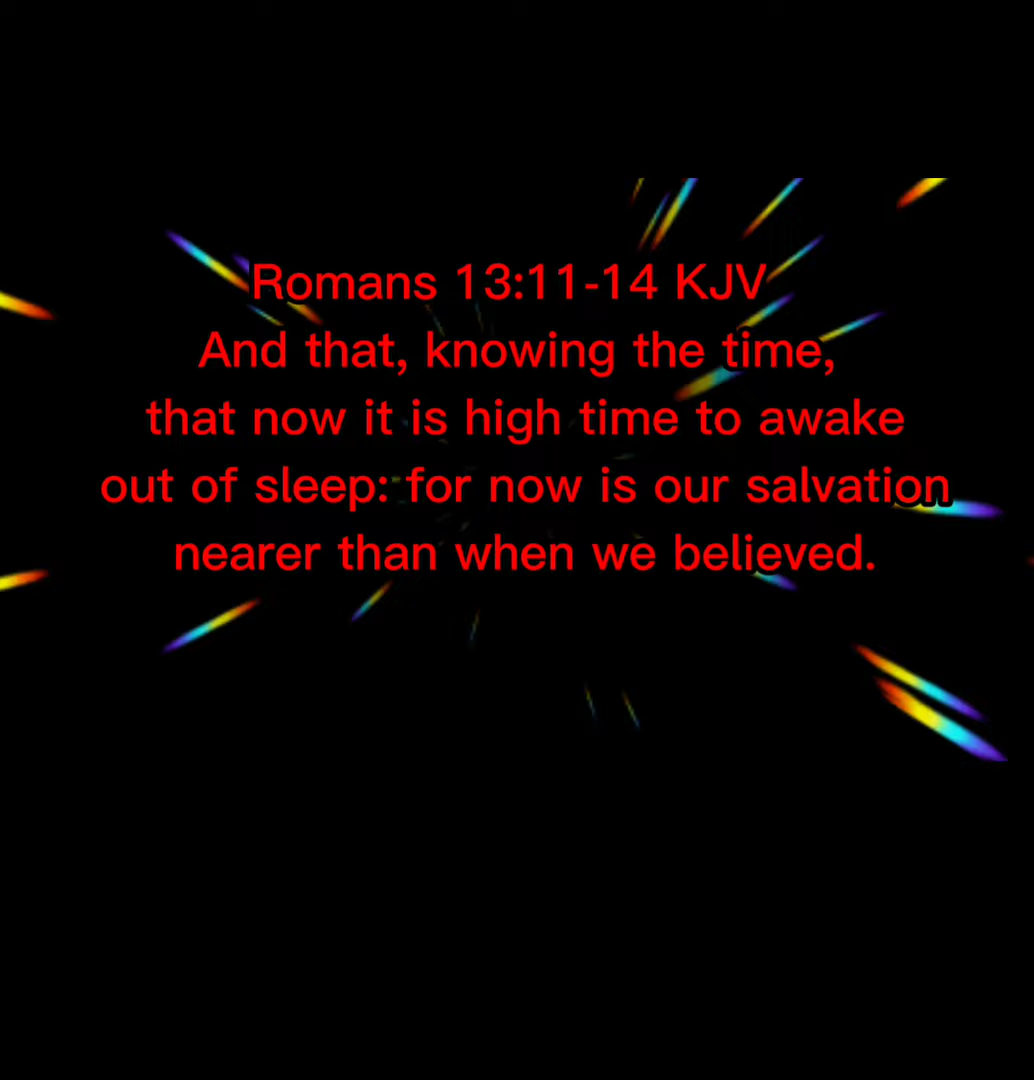 Romans 13:11-14 KJV
And that, knowing the time,
that now it is high time to awake
out of sleep: for now is our salvation
nearer than when we believed.